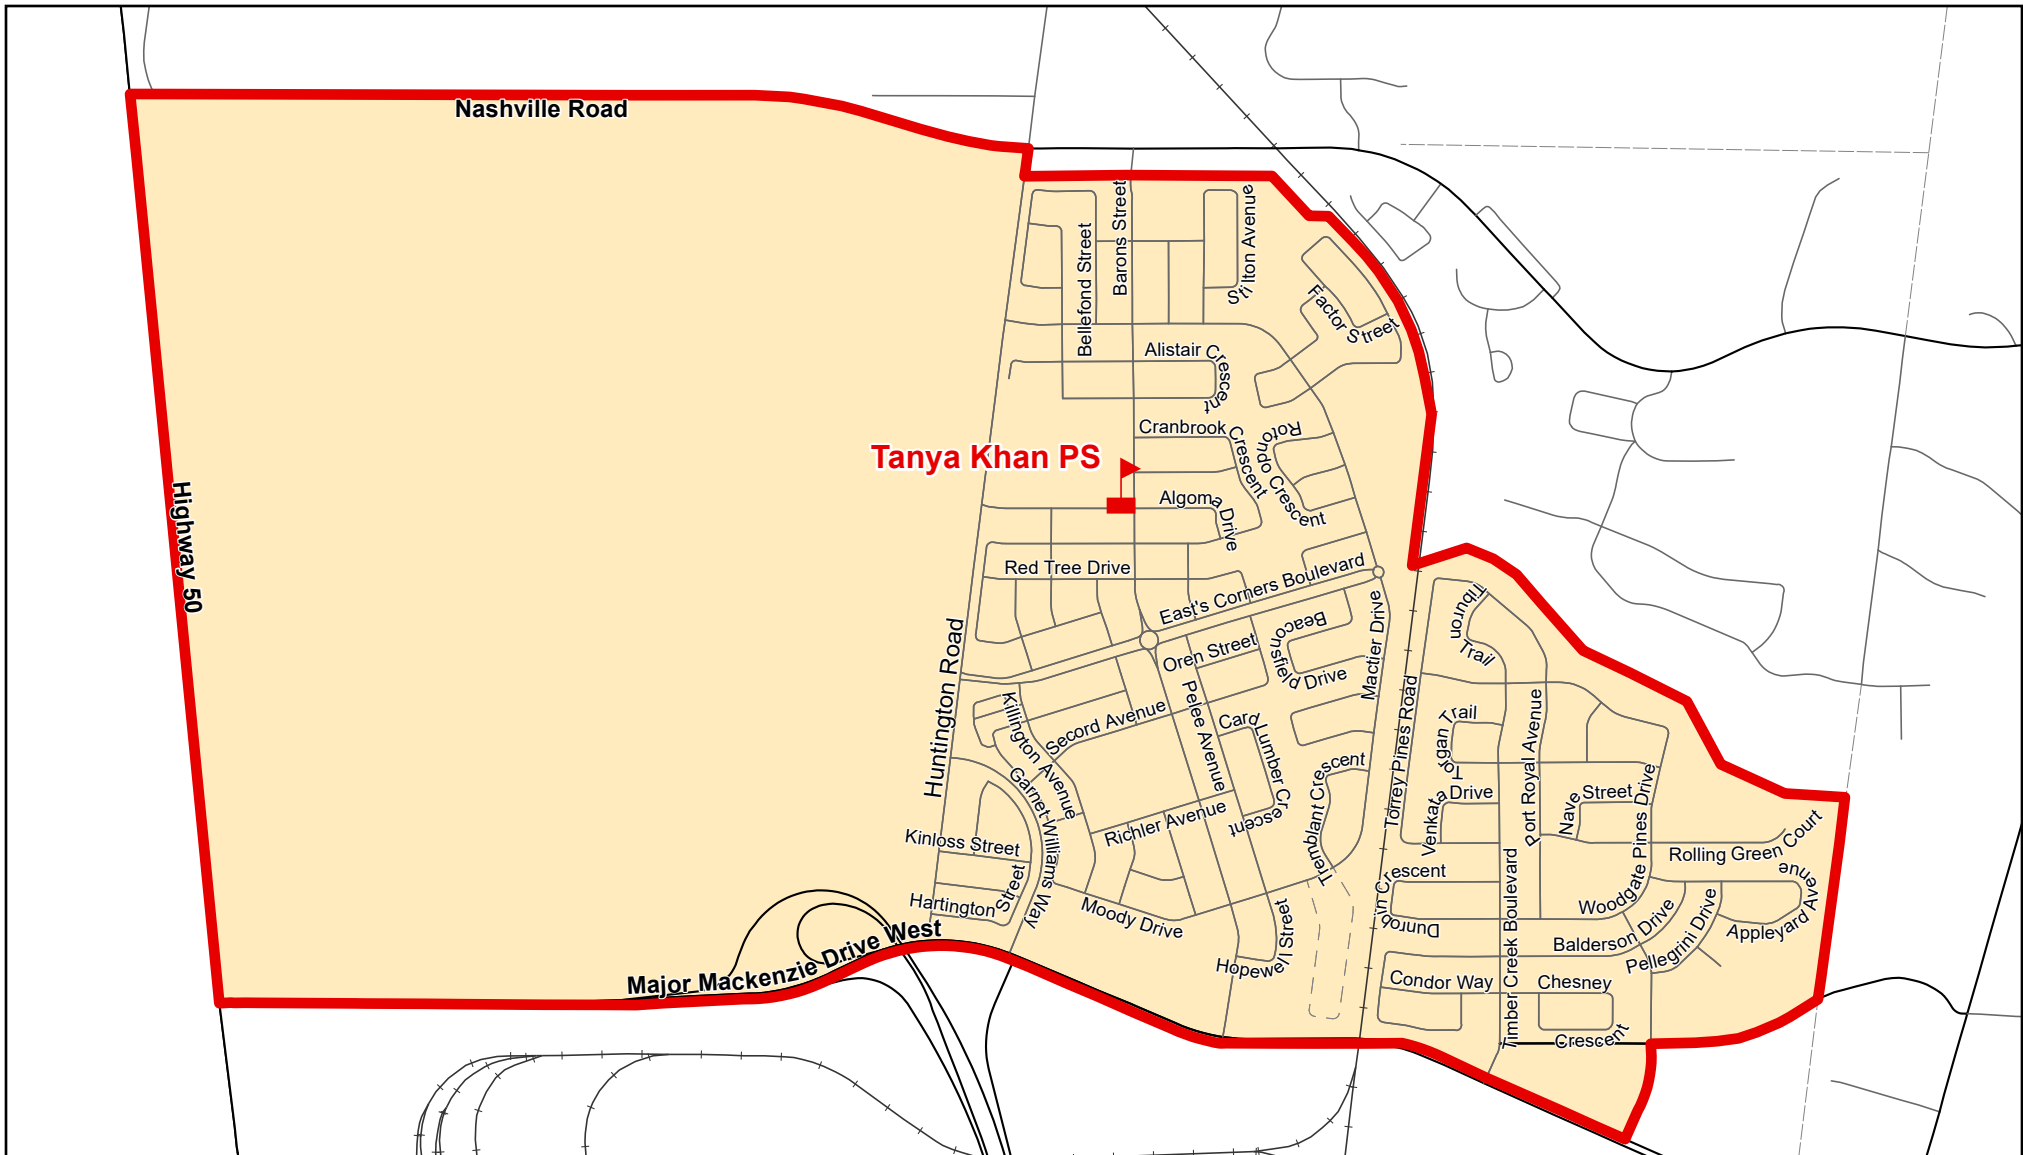 Nashville Road
Barons Street
Stilton Avenue
Bellefond Street
Factor Street
Alistair Crescent
Cranbrook Crescent
Rotondo Crescent
Tanya Khan PS
Algoma Drive
Highway 50
Red Tree Drive
East's Corners Boulevard
Beaconsfield Drive
Mactier Drive
Tiburon Trail
Huntington Road
Oren Street
Killington Avenue
Second Avenue
Pelee Avenue
Card Lumber Crescent
Torrey Pines Road
Torgan Trail
Port Royal Avenue
Garnet Williams Way
Tremblant Crescent
Venkata Drive
Nave Street
Woodgate Pines Drive
Richler Avenue
Kinloss Street
Rolling Green Court
Hartington Street
Moody Drive
Dunrobin Crescent
Timber Creek Boulevard
Balderson Drive
Pellegrini Drive
Appleyard Avenue
Major Mackenzie Drive West
Hopewell Street
Condor Way
Chesney Crescent